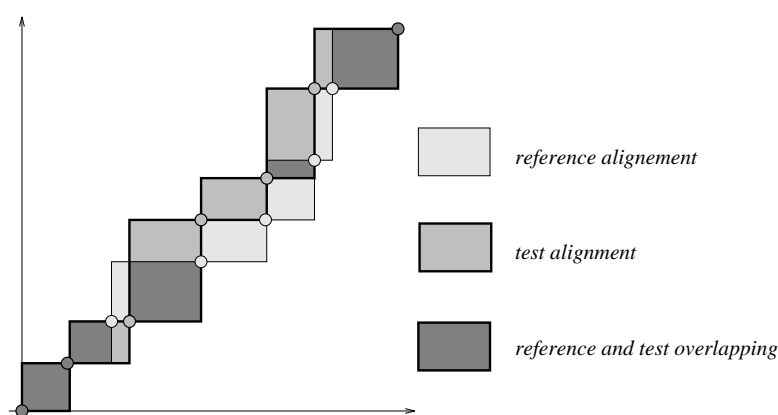 reference alignement
test alignment
reference and test overlapping